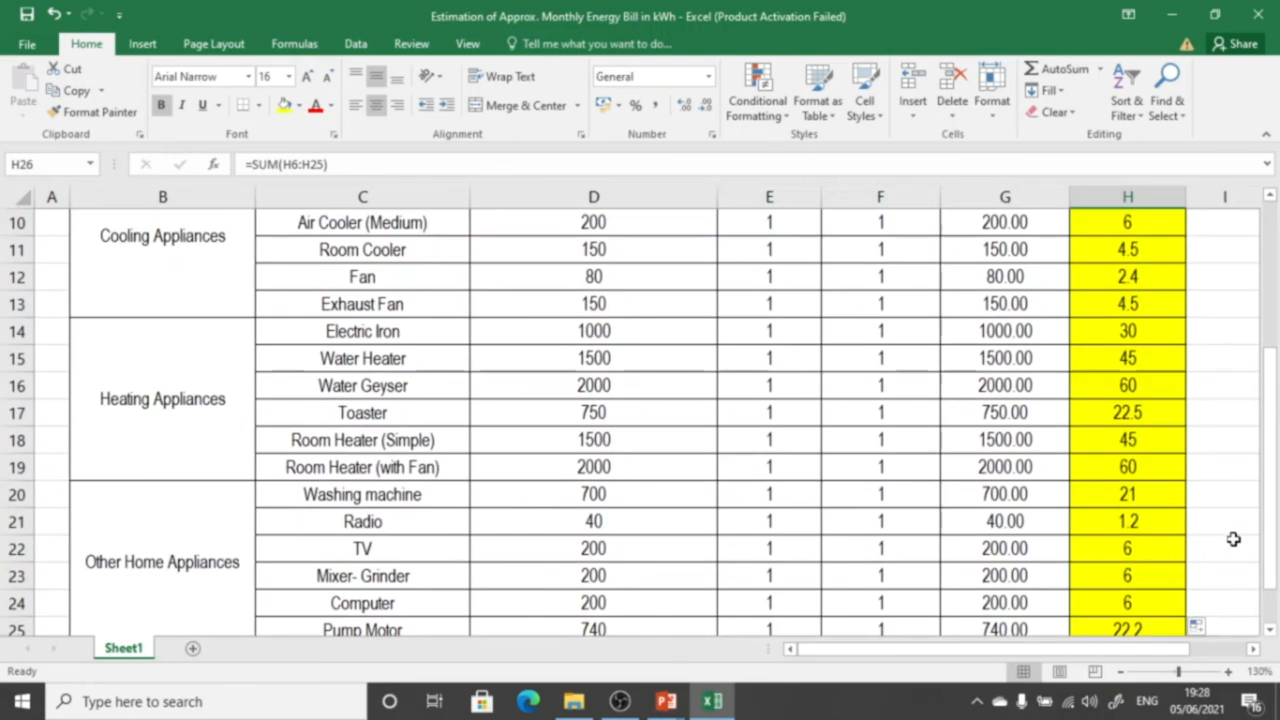 Estimation of Approx. Monthly Energy Bill in kWh - Excel (Product Activation Failed)
File Home Insert Page Layout Formulas Data Review View Tell me what you want to do... Share
Cut
Copy
Format Painter
Paste
Clipboard
Arial Narrow 16
B I U
Font
Wrap Text
Merge & Center
Alignment
General
% ,
Number
Conditional Formatting
Format as Table
Cell Styles
Styles
Insert Delete Format
Cells
AutoSum
Fill
Clear
Sort & Filter
Find & Select
Editing
H26 fx =SUM(H6:H25)
A B C D E F G H I
10 Cooling Appliances Air Cooler (Medium) 200 1 1 200.00 6
11 Room Cooler 150 1 1 150.00 4.5
12 Fan 80 1 1 80.00 2.4
13 Exhaust Fan 150 1 1 150.00 4.5
14 Electric Iron 1000 1 1 1000.00 30
15 Water Heater 1500 1 1 1500.00 45
16 Heating Appliances Water Geyser 2000 1 1 2000.00 60
17 Toaster 750 1 1 750.00 22.5
18 Room Heater (Simple) 1500 1 1 1500.00 45
19 Room Heater (with Fan) 2000 1 1 2000.00 60
20 Washing machine 700 1 1 700.00 21
21 Radio 40 1 1 40.00 1.2
22 Other Home Appliances TV 200 1 1 200.00 6
23 Mixer- Grinder 200 1 1 200.00 6
24 Computer 200 1 1 200.00 6
25 Pump Motor 740 1 1 740.00 22.2
Sheet1
Ready 130%
Type here to search ENG 19:28
05/06/2021 16